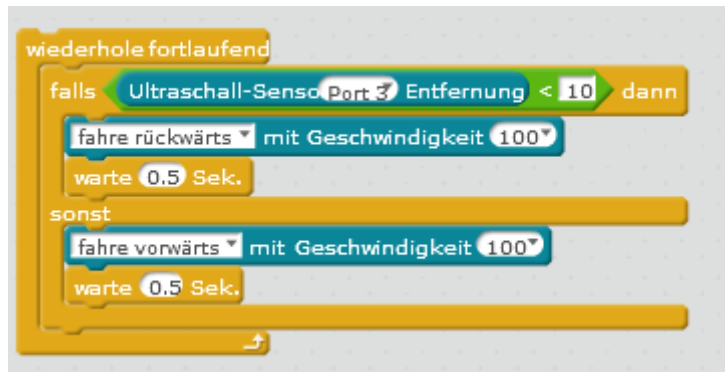 wiederhole fortlaufend
falls Ultraschall-Senso Port 3 Entfernung < 10 dann
fahre rückwärts mit Geschwindigkeit 100
warte 0.5 Sek.
sonst
fahre vorwärts mit Geschwindigkeit 100
warte 0.5 Sek.